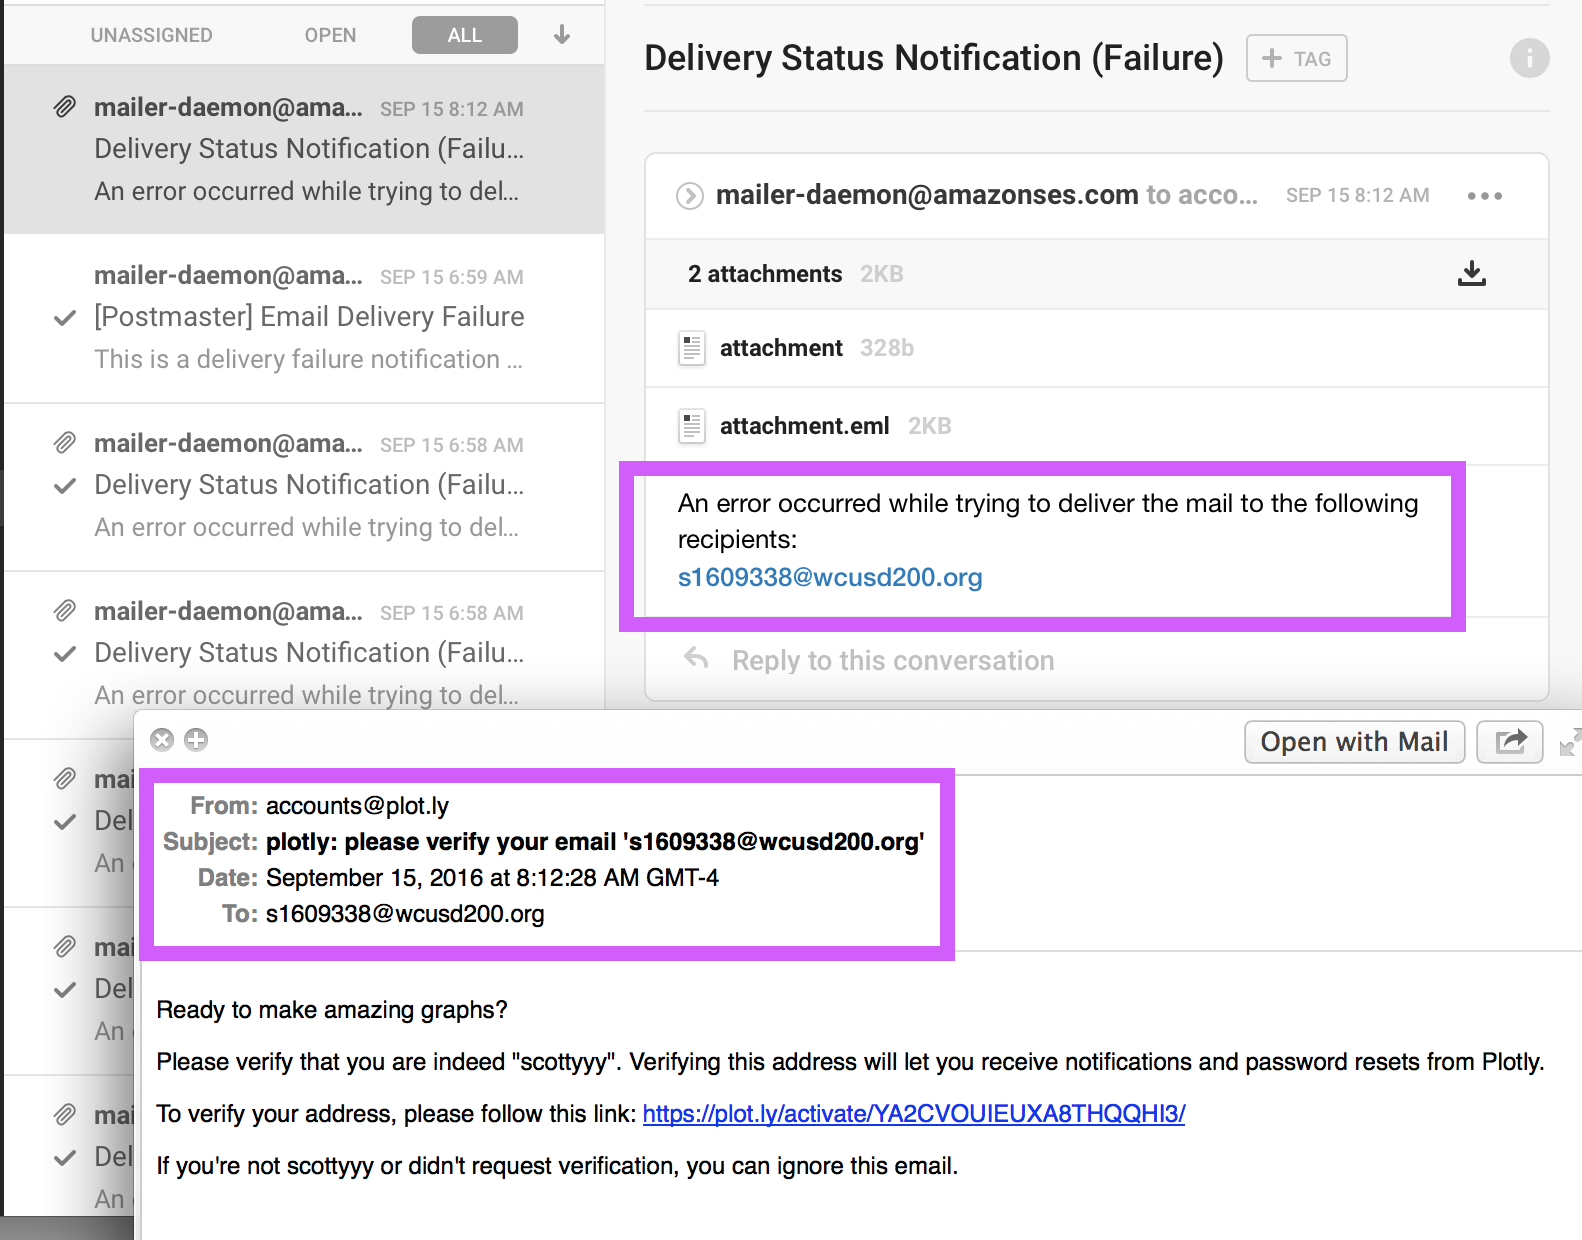 UNASSIGNED OPEN ALL
mailer-daemon@ama... SEP 15 8:12 AM
Delivery Status Notification (Failu...
An error occurred while trying to del...
mailer-daemon@ama... SEP 15 6:59 AM
[Postmaster] Email Delivery Failure
This is a delivery failure notification ...
mailer-daemon@ama... SEP 15 6:58 AM
Delivery Status Notification (Failu...
An error occurred while trying to del...
mailer-daemon@ama... SEP 15 6:58 AM
Delivery Status Notification (Failu...
An error occurred while trying to del...
mai
Del
An
mai
Del
An
mai
Del
An
Delivery Status Notification (Failure) + TAG
mailer-daemon@amazonses.com to acco... SEP 15 8:12 AM
2 attachments 2KB
attachment 328b
attachment.eml 2KB
An error occurred while trying to deliver the mail to the following
recipients:
s1609338@wcusd200.org
Reply to this conversation
Open with Mail
From: accounts@plot.ly
Subject: plotly: please verify your email 's1609338@wcusd200.org'
Date: September 15, 2016 at 8:12:28 AM GMT-4
To: s1609338@wcusd200.org
Ready to make amazing graphs?
Please verify that you are indeed "scottyyy". Verifying this address will let you receive notifications and password resets from Plotly.
To verify your address, please follow this link: https://plot.ly/activate/YA2CVOUIEUXA8THQQHI3/
If you're not scottyyy or didn't request verification, you can ignore this email.